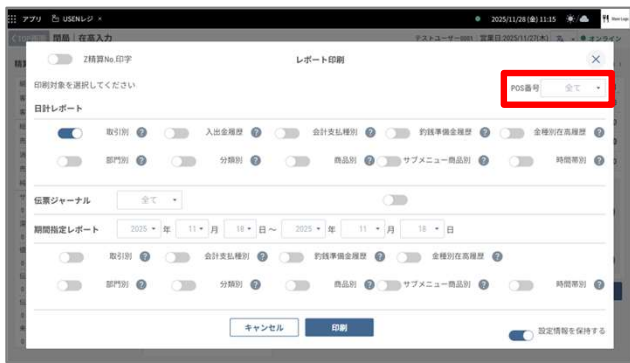 アプリ USENレジ ×
2025/11/28(金) 11:15
閉局 在高入力
テストユーザー0001 営業日:2025/11/27(木) オンライン
Z精算No.印字 レポート印刷 ×
印刷対象を選択してください POS番号 全て
日計レポート
取引別 ? 入出金履歴 ? 会計支払種別 ? 釣銭準備金履歴 ? 金種別在高履歴 ?
部門別 ? 分類別 ? 商品別 ? サブメニュー商品別 ? 時間帯別 ?
伝票ジャーナル 全て
期間指定レポート 2025 年 11 月 18 日 ~ 2025 年 11 月 18 日
取引別 ? 会計支払種別 ? 釣銭準備金履歴 ? 金種別在高履歴 ?
部門別 ? 分類別 ? 商品別 ? サブメニュー商品別 ? 時間帯別 ?
キャンセル 印刷 設定情報を保持する